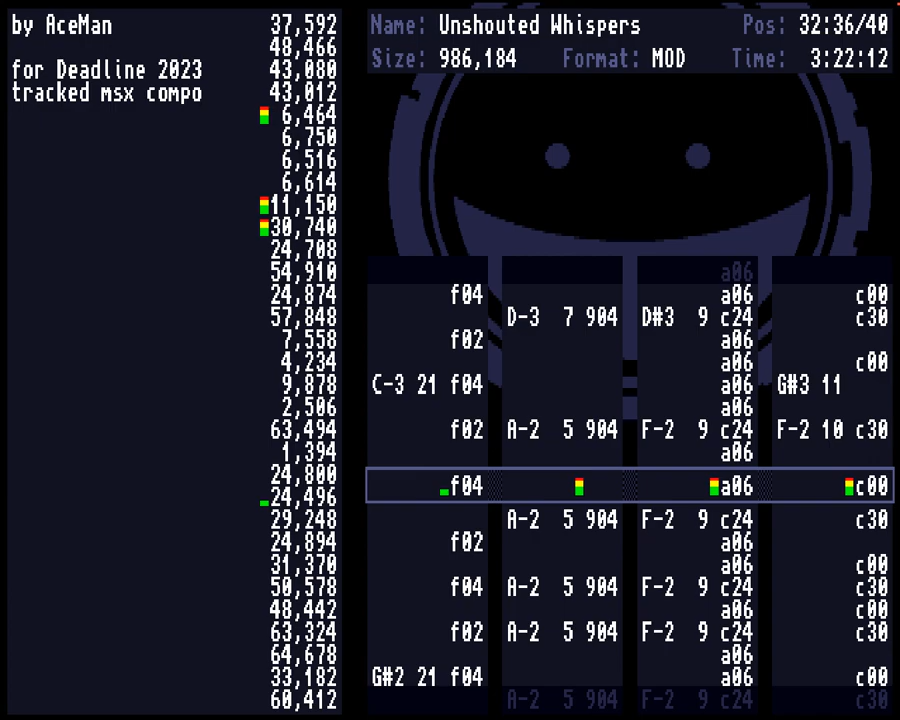 by AceMan 37,592
48,466
for Deadline 2023 43,080
tracked msx compo 43,012
6,464
6,750
6,516
6,614
11,150
30,740
24,708
54,910
24,874
57,848
7,558
4,234
9,878
2,506
63,494
1,394
24,800
24,496
29,248
24,894
31,370
50,578
48,442
63,324
64,678
33,182
60,412
Name: Unshouted Whispers Pos: 32:36/40
Size: 986,184 Format: MOD Time: 3:22:12
a06
f04 a06 c00
D-3 7 904 D#3 9 c24 c30
f02 a06
a06 c00
C-3 21 f04 a06 G#3 11
a06
f02 A-2 5 904 F-2 9 c24 F-2 10 c30
a06
f04 a06 c00
A-2 5 904 F-2 9 c24 c30
f02 a06
a06 c00
f04 A-2 5 904 F-2 9 c24 c30
a06 c00
f02 A-2 5 904 F-2 9 c24 c30
a06
G#2 21 f04 a06 c00
A-2 5 904 F-2 9 c24 c30